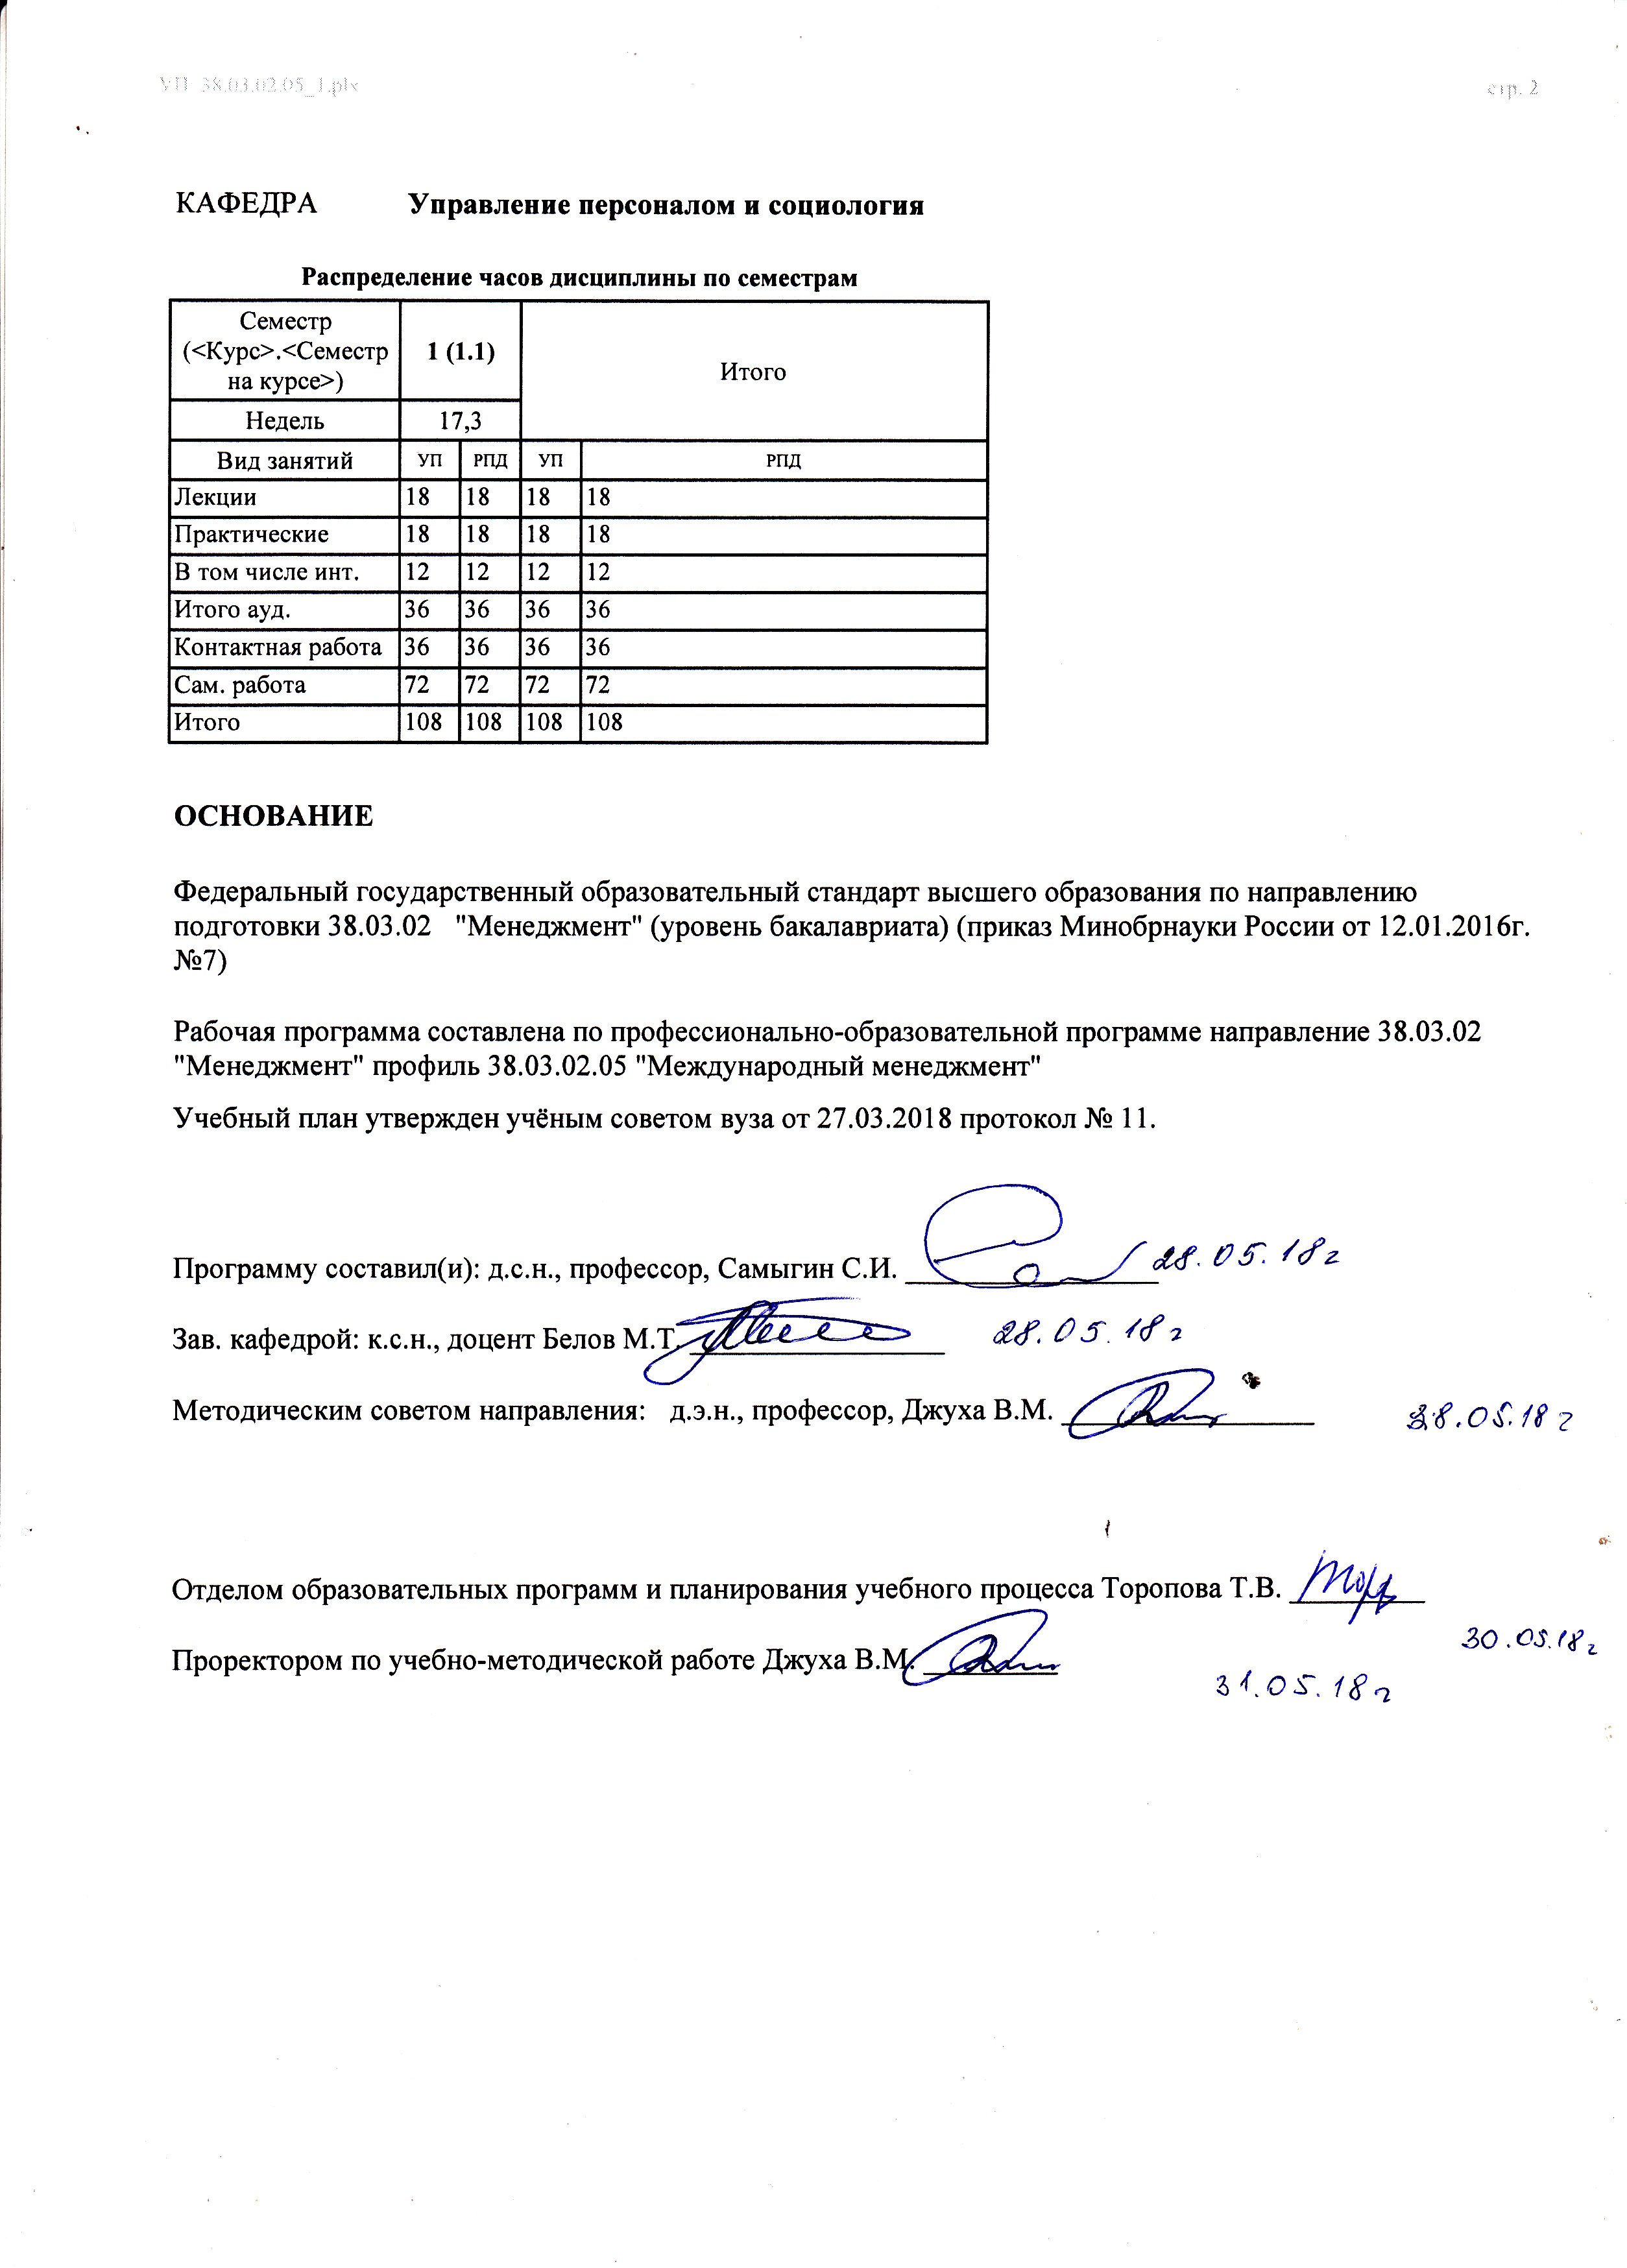 УП 38.03.02.05_1.plx
стр. 2
КАФЕДРА Управление персоналом и социология
Распределение часов дисциплины по семестрам
Семестр
(<Курс>.<Семестр
на курсе>)
1 (1.1)
Итого
Недель 17,3
Вид занятий УП РПД УП РПД
Лекции 18 18 18 18
Практические 18 18 18 18
В том числе инт. 12 12 12 12
Итого ауд. 36 36 36 36
Контактная работа 36 36 36 36
Сам. работа 72 72 72 72
Итого 108 108 108 108
ОСНОВАНИЕ
Федеральный государственный образовательный стандарт высшего образования по направлению
подготовки 38.03.02 "Менеджмент" (уровень бакалавриата) (приказ Минобрнауки России от 12.01.2016г.
№7)
Рабочая программа составлена по профессионально-образовательной программе направление 38.03.02
"Менеджмент" профиль 38.03.02.05 "Международный менеджмент"
Учебный план утвержден учёным советом вуза от 27.03.2018 протокол № 11.
Программу составил(и): д.с.н., профессор, Самыгин С.И. 28.05.18г
Зав. кафедрой: к.с.н., доцент Белов М.Т. 28.05.18г
Методическим советом направления: д.э.н., профессор, Джуха В.М. 28.05.18г
Отделом образовательных программ и планирования учебного процесса Торопова Т.В.
30.05.18г
Проректором по учебно-методической работе Джуха В.М.
31.05.18г